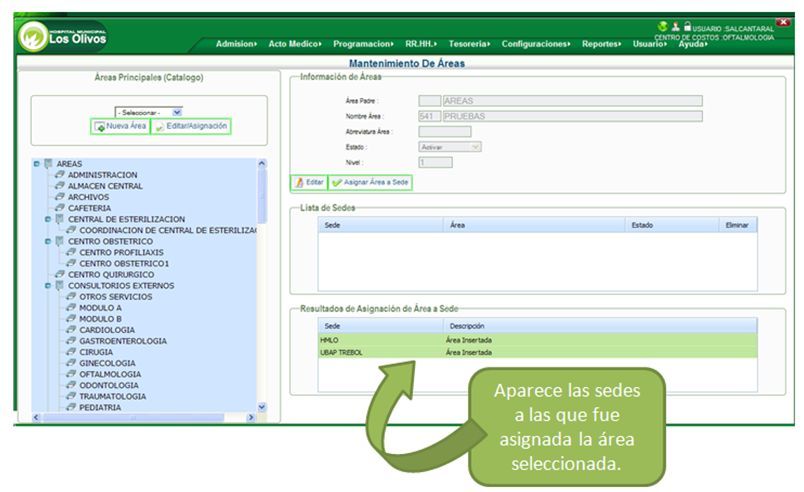 HOSPITAL MUNICIPAL
Los Olivos
USUARIO :SALCANTARAL
CENTRO DE COSTOS :OFTALMOLOGIA
Admision Acto Medico Programacion RR.HH. Tesoreria Configuraciones Reportes Usuario Ayuda
Mantenimiento De Áreas
Áreas Principales (Catalogo)
- Seleccionar -
Nueva Área Editar/Asignación
AREAS
ADMINISTRACION
ALMACEN CENTRAL
ARCHIVOS
CAFETERIA
CENTRAL DE ESTERILIZACION
COORDINACION DE CENTRAL DE ESTERILIZA
CENTRO OBSTETRICO
CENTRO PROFILIAXIS
CENTRO OBSTETRICO1
CENTRO QUIRURGICO
CONSULTORIOS EXTERNOS
OTROS SERVICIOS
MODULO A
MODULO B
CARDIOLOGIA
GASTROENTEROLOGIA
CIRUGIA
GINECOLOGIA
OFTALMOLOGIA
ODONTOLOGIA
TRAUMATOLOGIA
PEDIATRIA
Información de Áreas
Área Padre : AREAS
Nombre Área : 541 PRUEBAS
Abreviatura Área :
Estado : Activar
Nivel : 1
Editar Asignar Área a Sede
Lista de Sedes
Sede Área Estado Eliminar
Resultados de Asignación de Área a Sede
Sede Descripción
HMLO Área Insertada
UBAP TREBOL Área Insertada
Aparece las sedes
a las que fue
asignada la área
seleccionada.